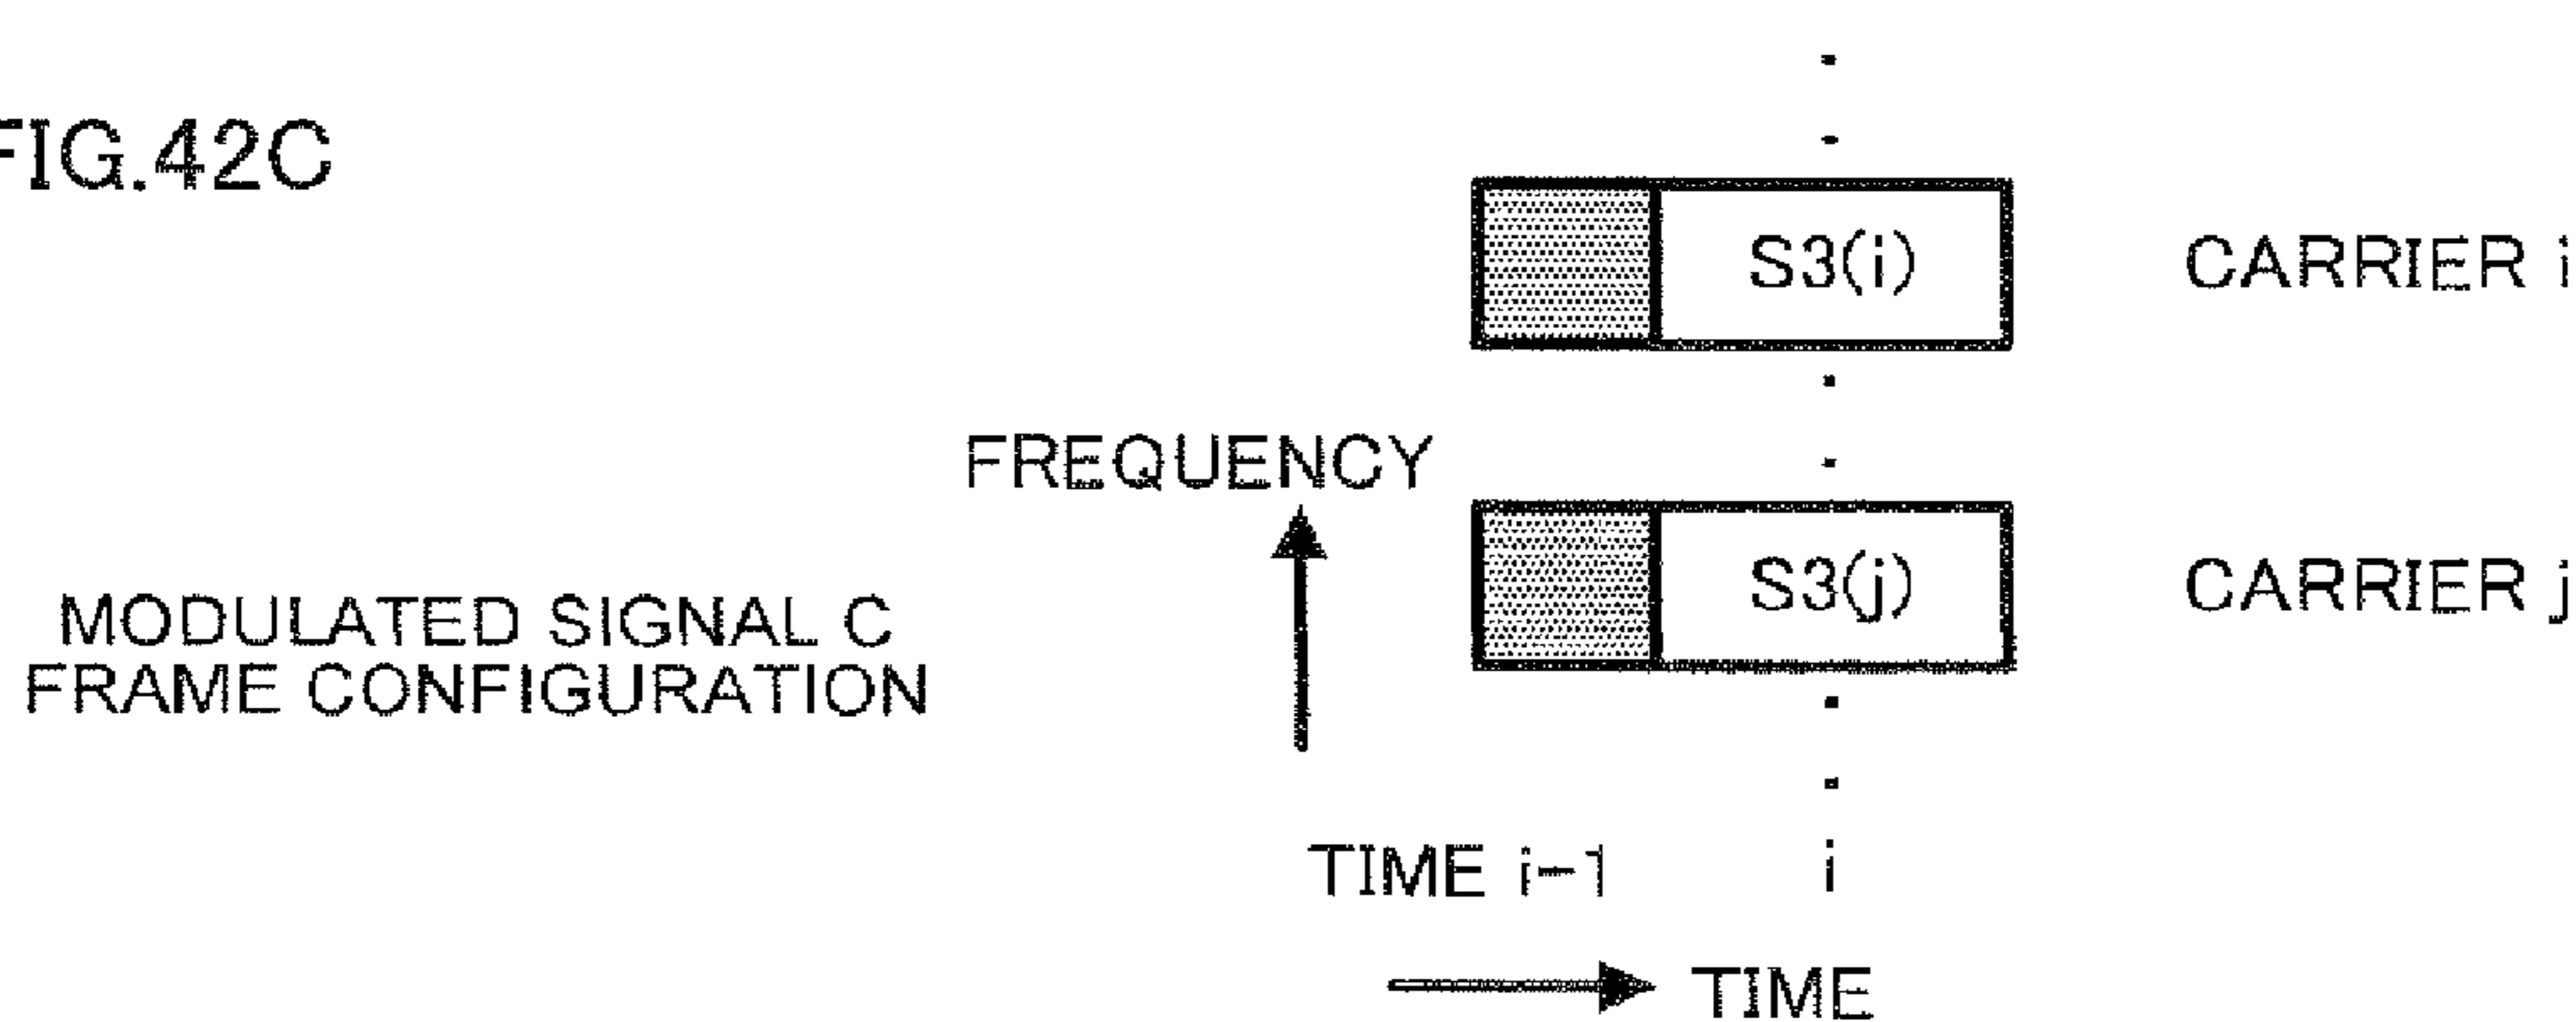 FIG.42C
S3(i)
CARRIER i
FREQUENCY
S3(j)
CARRIER j
MODULATED SIGNAL C
FRAME CONFIGURATION
TIME i-1
i
TIME